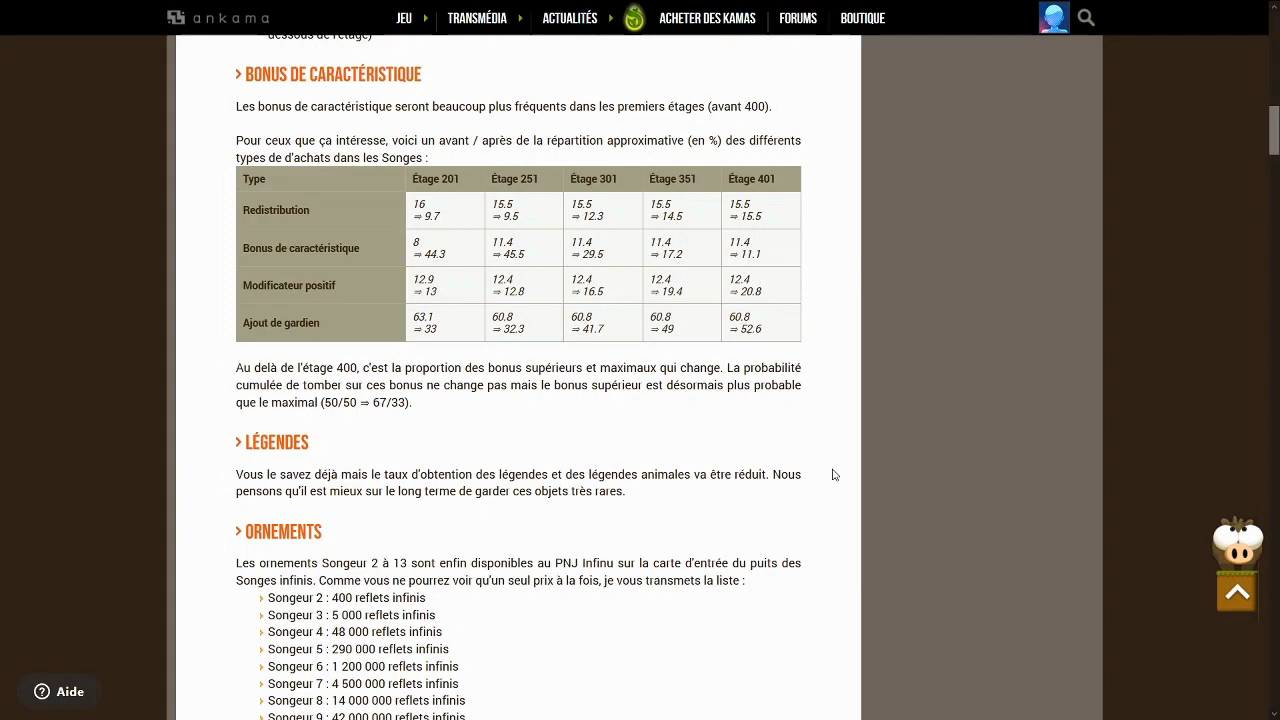 ankama
JEU
TRANSMÉDIA
ACTUALITÉS
ACHETER DES KAMAS
FORUMS
BOUTIQUE
dessous de l'étage)
BONUS DE CARACTÉRISTIQUE
Les bonus de caractéristique seront beaucoup plus fréquents dans les premiers étages (avant 400).
Pour ceux que ça intéresse, voici un avant / après de la répartition approximative (en %) des différents
types de d'achats dans les Songes :
Type Étage 201 Étage 251 Étage 301 Étage 351 Étage 401
Redistribution
16 15.5 15.5 15.5 15.5
⇒ 9.7 ⇒ 9.5 ⇒ 12.3 ⇒ 14.5 ⇒ 15.5
Bonus de caractéristique
8 11.4 11.4 11.4 11.4
⇒ 44.3 ⇒ 45.5 ⇒ 29.5 ⇒ 17.2 ⇒ 11.1
Modificateur positif
12.9 12.4 12.4 12.4 12.4
⇒ 13 ⇒ 12.8 ⇒ 16.5 ⇒ 19.4 ⇒ 20.8
Ajout de gardien
63.1 60.8 60.8 60.8 60.8
⇒ 33 ⇒ 32.3 ⇒ 41.7 ⇒ 49 ⇒ 52.6
Au delà de l'étage 400, c'est la proportion des bonus supérieurs et maximaux qui change. La probabilité
cumulée de tomber sur ces bonus ne change pas mais le bonus supérieur est désormais plus probable
que le maximal (50/50 ⇒ 67/33).
LÉGENDES
Vous le savez déjà mais le taux d'obtention des légendes et des légendes animales va être réduit. Nous
pensons qu'il est mieux sur le long terme de garder ces objets très rares.
ORNEMENTS
Les ornements Songeur 2 à 13 sont enfin disponibles au PNJ Infinu sur la carte d'entrée du puits des
Songes infinis. Comme vous ne pourrez voir qu'un seul prix à la fois, je vous transmets la liste :
Songeur 2 : 400 reflets infinis
Songeur 3 : 5 000 reflets infinis
Songeur 4 : 48 000 reflets infinis
Songeur 5 : 290 000 reflets infinis
Songeur 6 : 1 200 000 reflets infinis
Songeur 7 : 4 500 000 reflets infinis
Songeur 8 : 14 000 000 reflets infinis
Songeur 9 : 42 000 000 reflets infinis
Aide